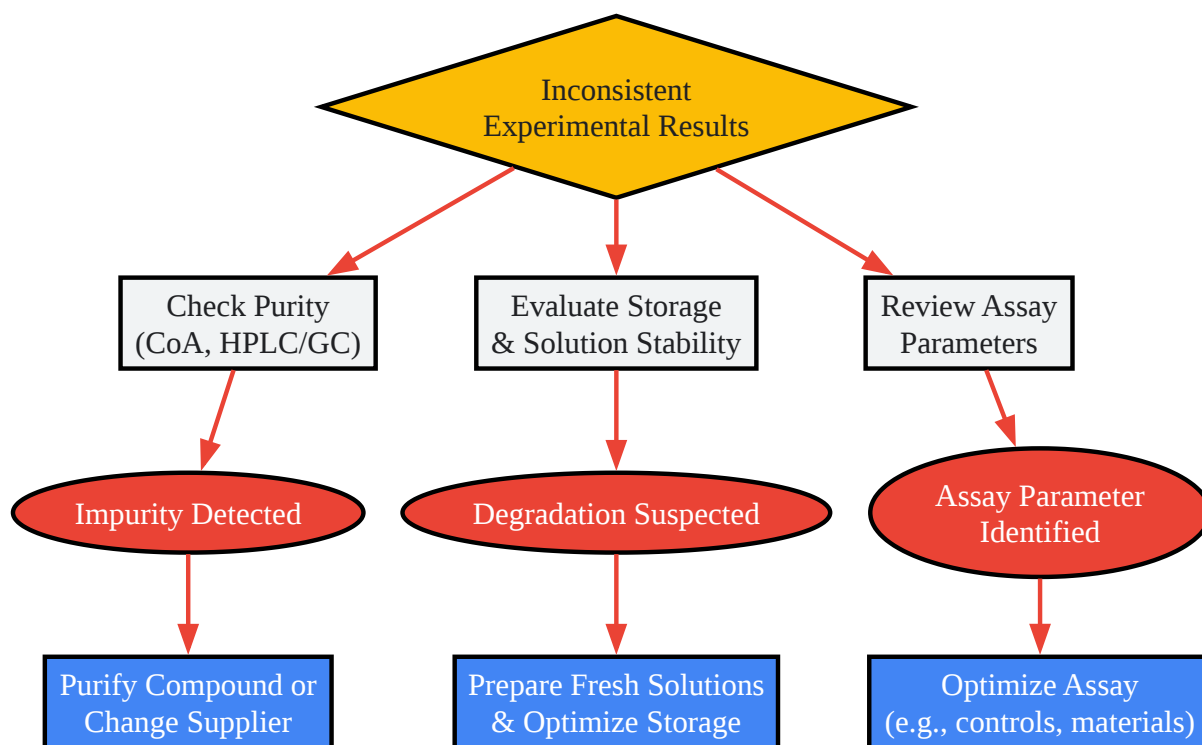 Inconsistent
Experimental Results
Check Purity
(CoA, HPLC/GC)
Evaluate Storage
& Solution Stability
Review Assay
Parameters
Impurity Detected
Degradation Suspected
Assay Parameter
Identified
Purify Compound or
Change Supplier
Prepare Fresh Solutions
& Optimize Storage
Optimize Assay
(e.g., controls, materials)